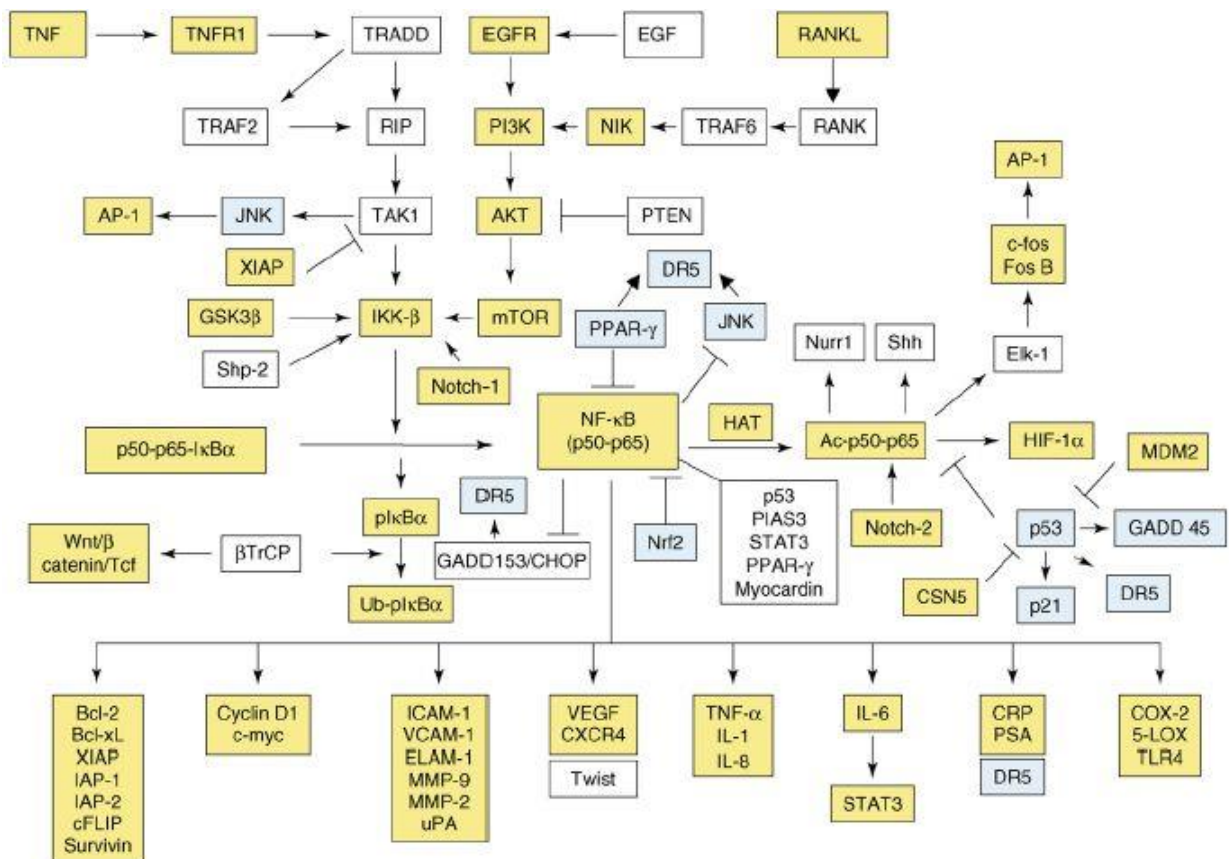 TNF
TNFR1
TRADD
EGFR
EGF
RANKL
TRAF2
RIP
PI3K
NIK
TRAF6
RANK
AP-1
AP-1
JNK
TAK1
AKT
PTEN
c-fos
Fos B
XIAP
DR5
GSK3β
IKK-β
mTOR
PPAR-γ
JNK
Nurr1
Shh
Elk-1
Shp-2
Notch-1
p50-p65-IκBα
NF-κB
(p50-p65)
HAT
Ac-p50-p65
HIF-1α
MDM2
pIκBα
DR5
Nrf2
p53
PIAS3
STAT3
PPAR-γ
Myocardin
Notch-2
p53
GADD 45
Wnt/β
catenin/Tcf
βTrCP
GADD153/CHOP
Ub-pIκBα
CSN5
p21
DR5
Bcl-2
Bcl-xL
XIAP
IAP-1
IAP-2
cFLIP
Survivin
Cyclin D1
c-myc
ICAM-1
VCAM-1
ELAM-1
MMP-9
MMP-2
uPA
VEGF
CXCR4
Twist
TNF-α
IL-1
IL-8
IL-6
STAT3
CRP
PSA
DR5
COX-2
5-LOX
TLR4